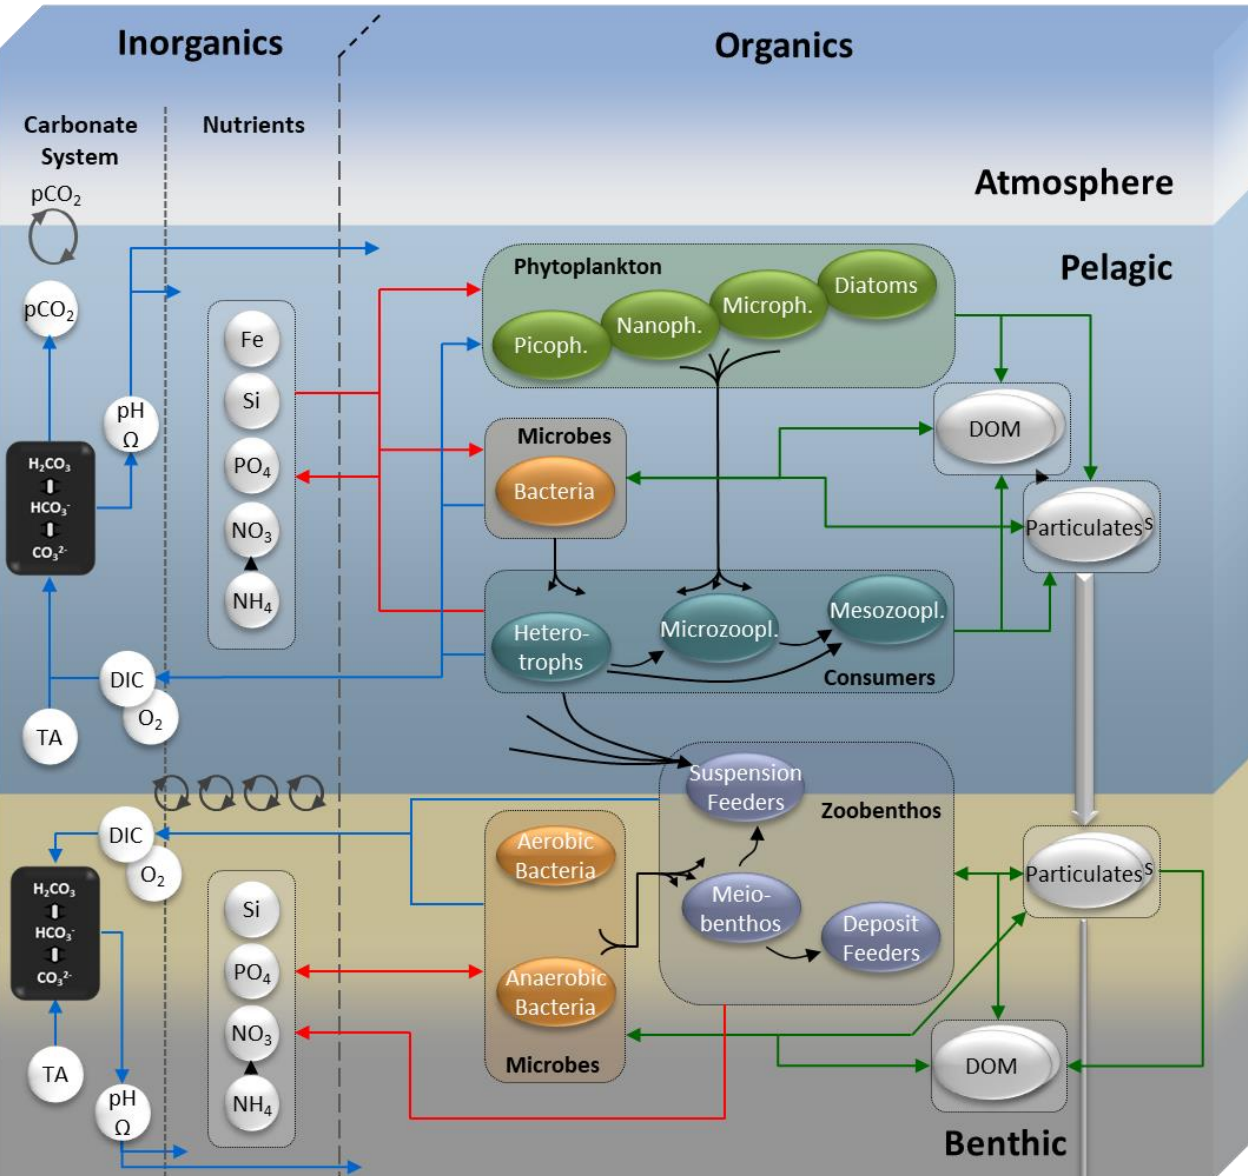 Inorganics
Organics
Carbonate
System
Nutrients
Atmosphere
pCO₂
Pelagic
pCO₂
pH
Ω
H₂CO₃
HCO₃⁻
CO₃²⁻
DIC
O₂
TA
Fe
Si
PO₄
NO₃
NH₄
Phytoplankton
Picoph.
Nanoph.
Microph.
Diatoms
Microbes
Bacteria
DOM
Particulates
s
Hetero-
trophs
Microzoopl.
Mesozoopl.
Consumers
Suspension
Feeders
Zoobenthos
Meio-
benthos
Deposit
Feeders
Aerobic
Bacteria
Anaerobic
Bacteria
Microbes
Particulates
s
DOM
DIC
O₂
H₂CO₃
HCO₃⁻
CO₃²⁻
TA
pH
Ω
Si
PO₄
NO₃
NH₄
Benthic